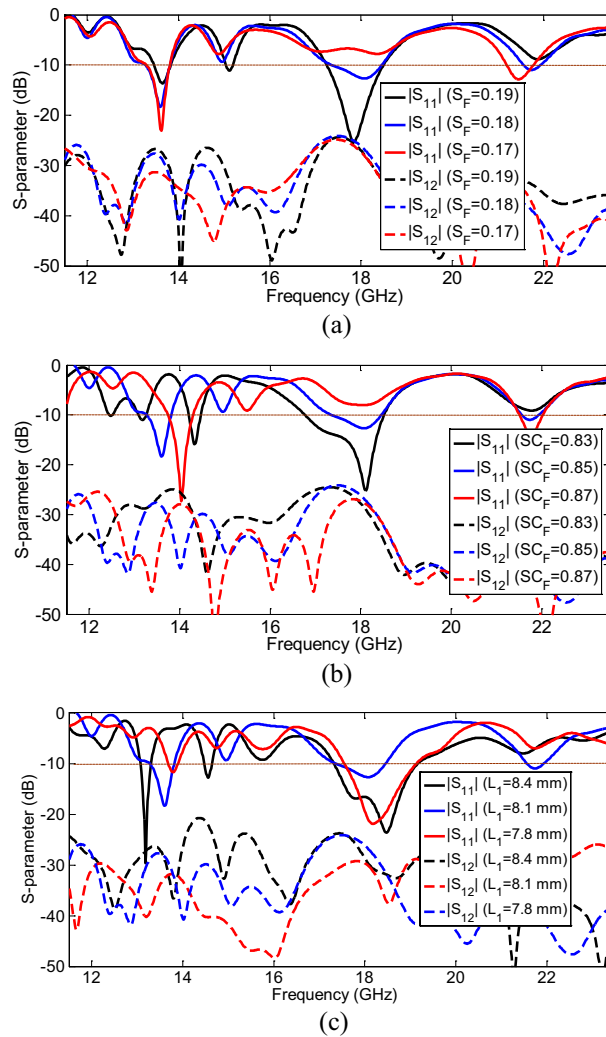 0
-10
-20
-30
-40
-50
S-parameter (dB)
|S11| (SF=0.19)
|S11| (SF=0.18)
|S11| (SF=0.17)
|S12| (SF=0.19)
|S12| (SF=0.18)
|S12| (SF=0.17)
12 14 16 18 20 22
Frequency (GHz)
(a)
0
-10
-20
-30
-40
-50
S-parameter (dB)
|S11| (SCF=0.83)
|S11| (SCF=0.85)
|S11| (SCF=0.87)
|S12| (SCF=0.83)
|S12| (SCF=0.85)
|S12| (SCF=0.87)
12 14 16 18 20 22
Frequency (GHz)
(b)
0
-10
-20
-30
-40
-50
S-parameter (dB)
|S11| (L1=8.4 mm)
|S11| (L1=8.1 mm)
|S11| (L1=7.8 mm)
|S12| (L1=8.4 mm)
|S12| (L1=8.1 mm)
|S12| (L1=7.8 mm)
12 14 16 18 20 22
Frequency (GHz)
(c)